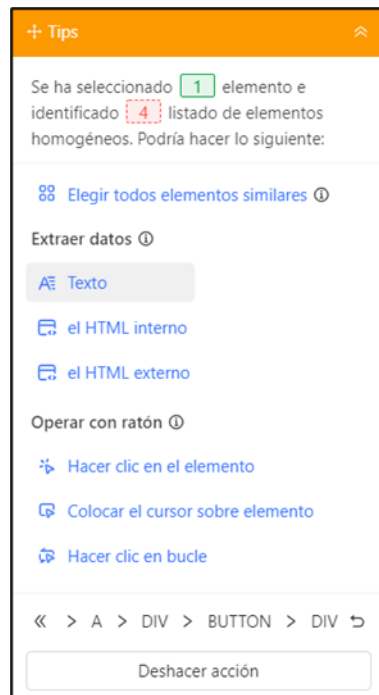 Tips
Se ha seleccionado 1 elemento e
identificado 4 listado de elementos
homogéneos. Podría hacer lo siguiente:
Elegir todos elementos similares
Extraer datos
Texto
el HTML interno
el HTML externo
Operar con ratón
Hacer clic en el elemento
Colocar el cursor sobre elemento
Hacer clic en bucle
« > A > DIV > BUTTON > DIV
Deshacer acción